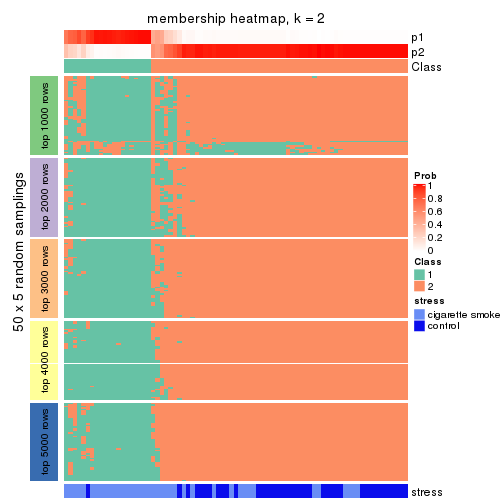 membership heatmap, k = 2
p1
p2
Class
50 x 5 random samplings
top 1000 rows
top 2000 rows
top 3000 rows
top 4000 rows
top 5000 rows
Prob
1
0.8
0.6
0.4
0.2
0
Class
1
2
stress
cigarette smoke
control
stress